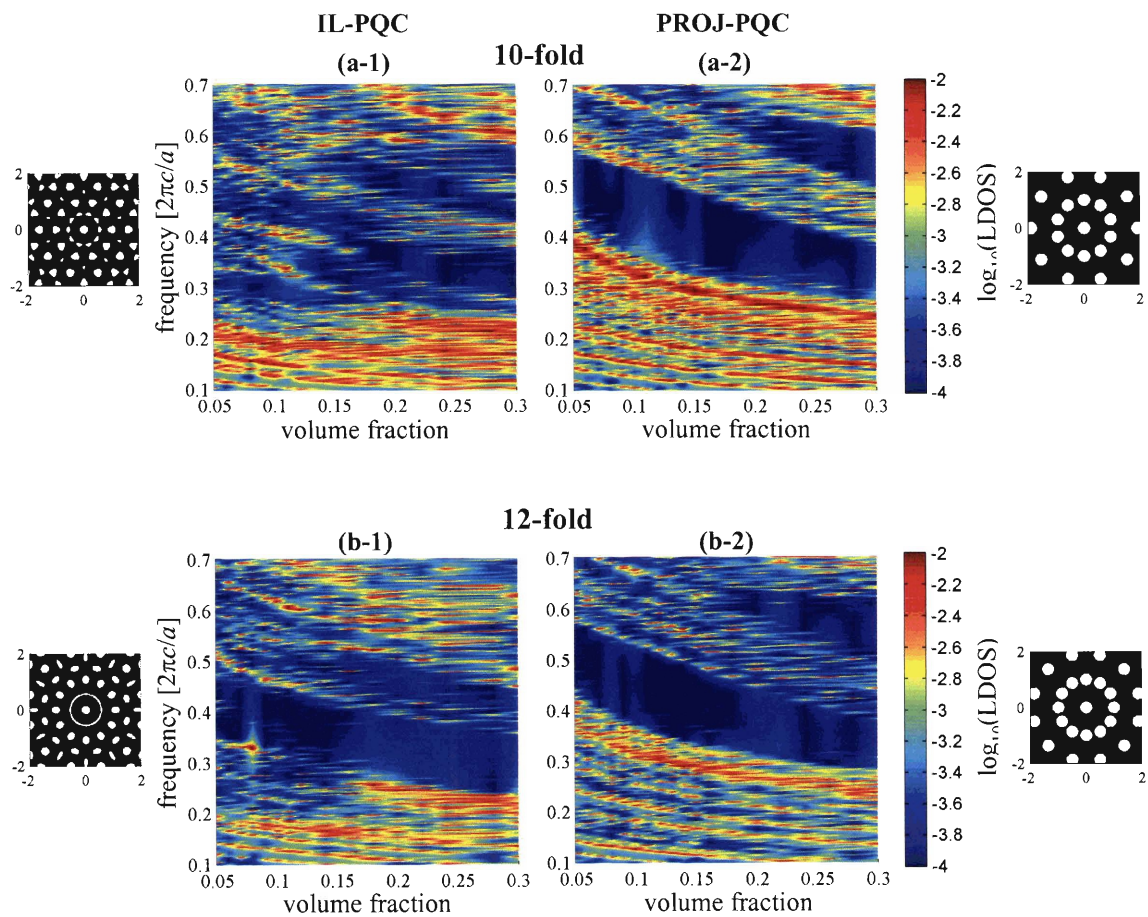 IL-PQC PROJ-PQC
10-fold
(a-1) (a-2)
frequency [2πc/a]
0.7
0.6
0.5
0.4
0.3
0.2
0.1
0.05 0.1 0.15 0.2 0.25 0.3
volume fraction
0.7
0.6
0.5
0.4
0.3
0.2
0.1
0.05 0.1 0.15 0.2 0.25 0.3
volume fraction
-2
-2.2
-2.4
-2.6
-2.8
-3
-3.2
-3.4
-3.6
-3.8
-4
log₁₀(LDOS)
2
0
-2
-2 0 2
2
0
-2
-2 0 2
12-fold
(b-1) (b-2)
frequency [2πc/a]
0.7
0.6
0.5
0.4
0.3
0.2
0.1
0.05 0.1 0.15 0.2 0.25 0.3
volume fraction
0.7
0.6
0.5
0.4
0.3
0.2
0.1
0.05 0.1 0.15 0.2 0.25 0.3
volume fraction
-2
-2.2
-2.4
-2.6
-2.8
-3
-3.2
-3.4
-3.6
-3.8
-4
log₁₀(LDOS)
2
0
-2
-2 0 2
2
0
-2
-2 0 2